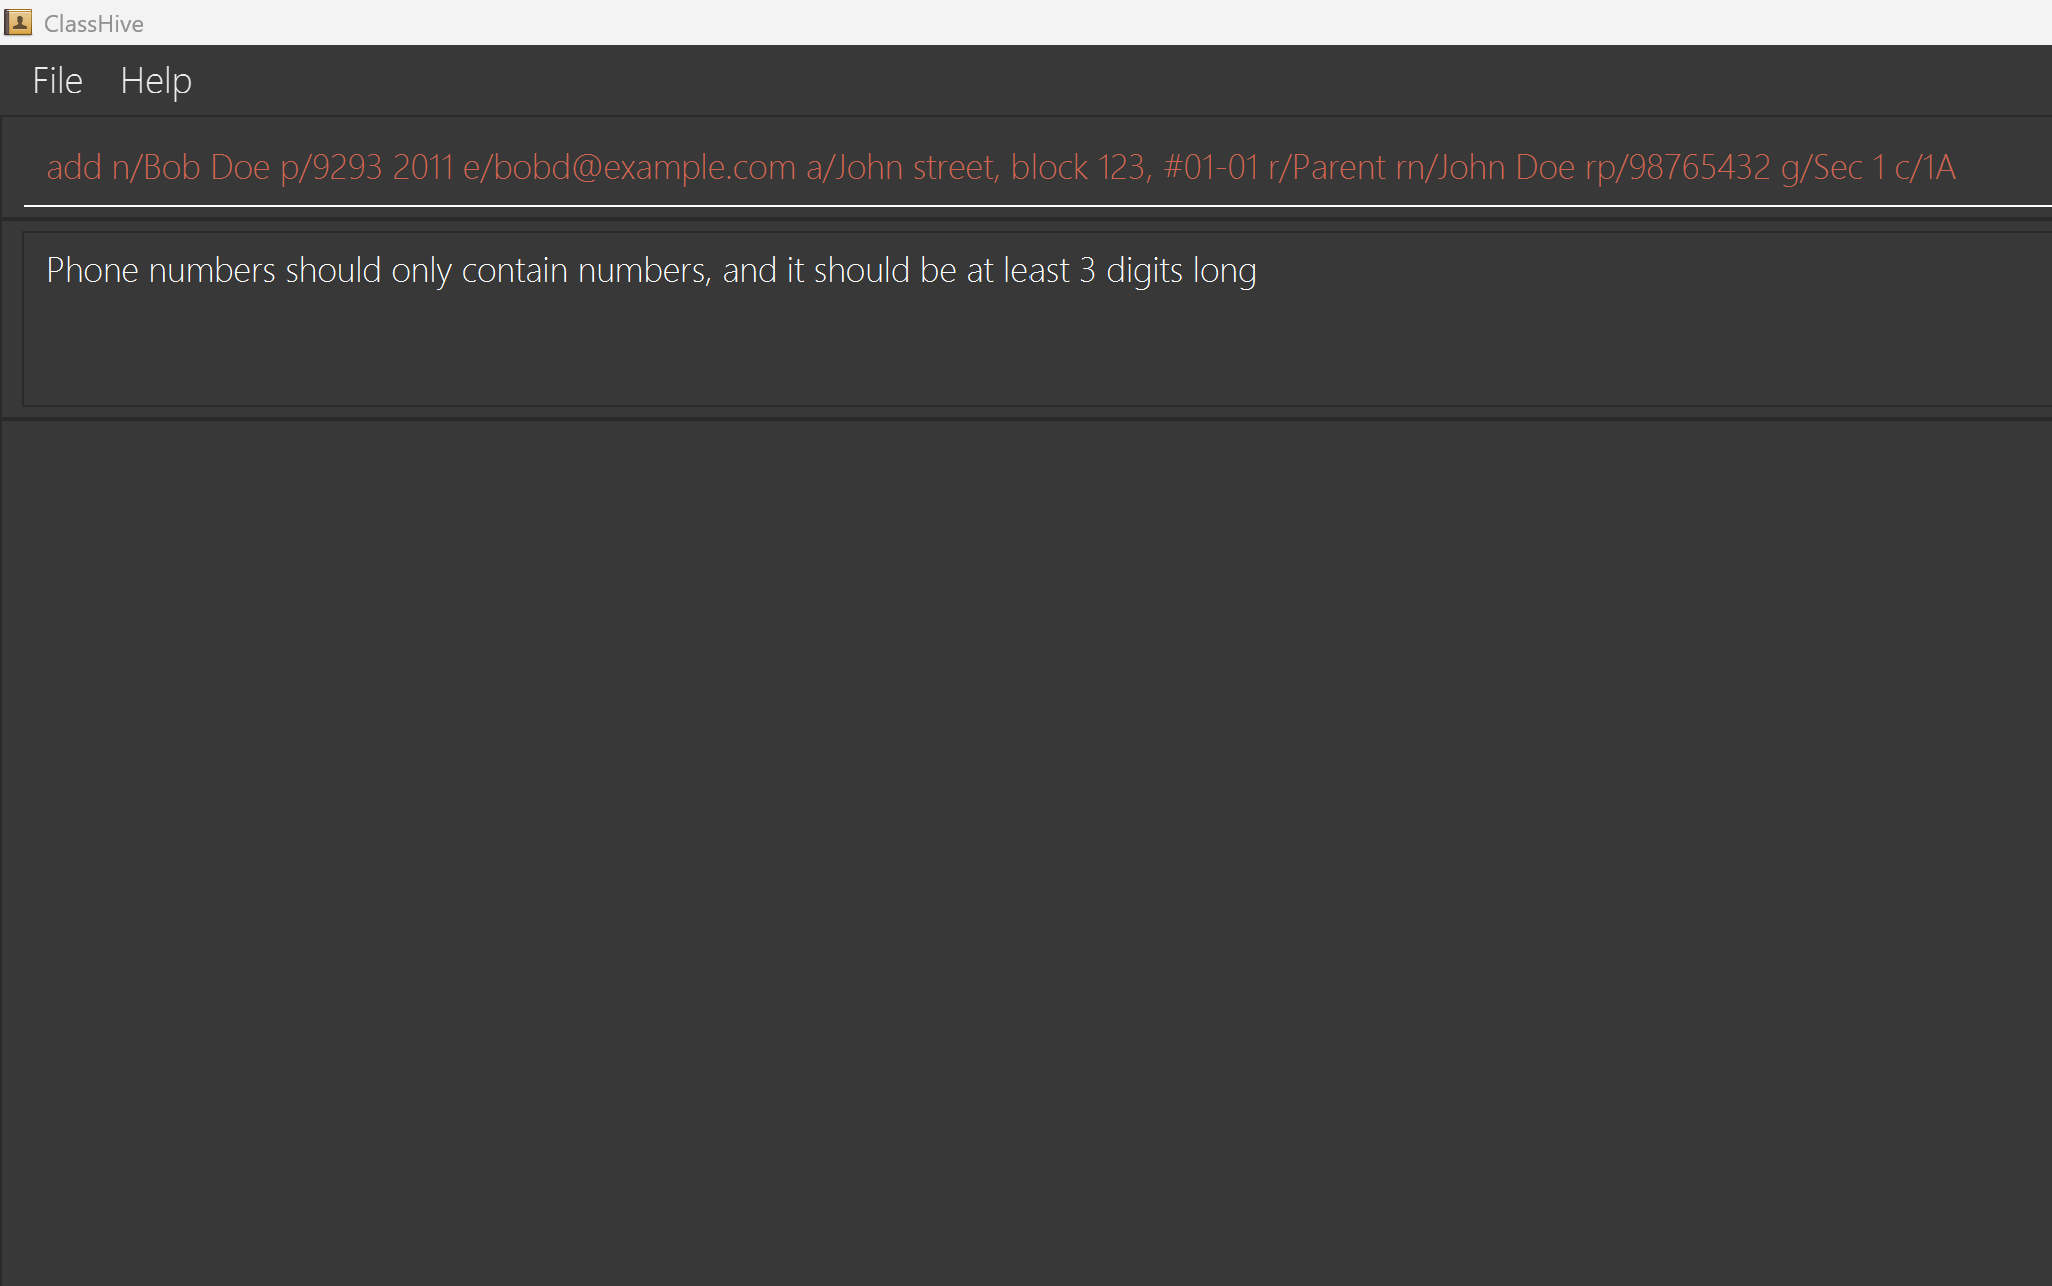 ClassHive
File Help
add n/Bob Doe p/9293 2011 e/bobd@example.com a/John street, block 123, #01-01 r/Parent rn/John Doe rp/98765432 g/Sec 1 c/1A
Phone numbers should only contain numbers, and it should be at least 3 digits long